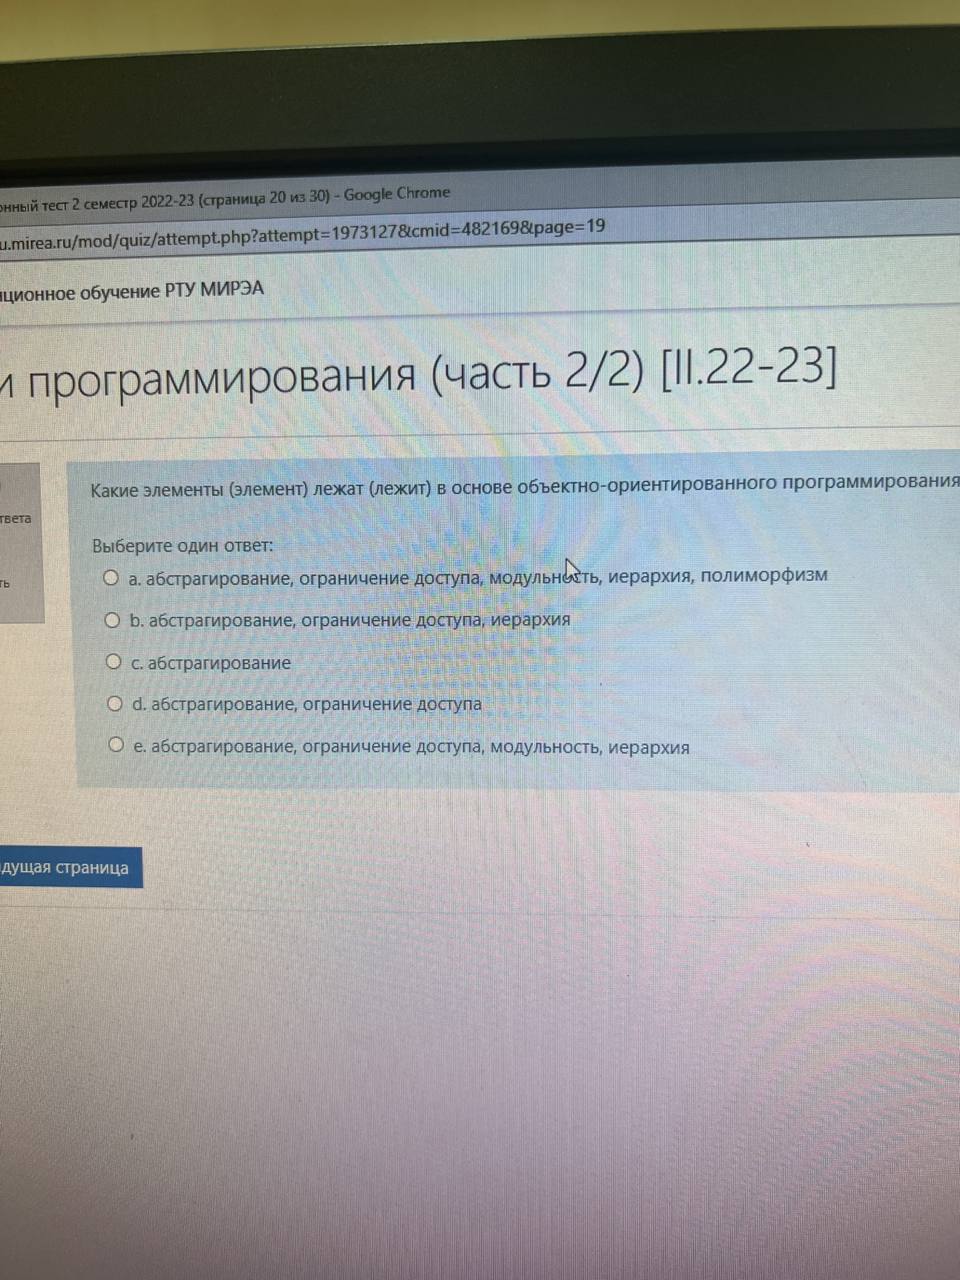 онный тест 2 семестр 2022-23 (страница 20 из 30) - Google Chrome
u.mirea.ru/mod/quiz/attempt.php?attempt=1973127&cmid=482169&page=19
ционное обучение РТУ МИРЭА
и программирования (часть 2/2) [II.22-23]
Какие элементы (элемент) лежат (лежит) в основе объектно-ориентированного программирования
твета
ть
Выберите один ответ:
a. абстрагирование, ограничение доступа, модульность, иерархия, полиморфизм
b. абстрагирование, ограничение доступа, иерархия
c. абстрагирование
d. абстрагирование, ограничение доступа
e. абстрагирование, ограничение доступа, модульность, иерархия
дущая страница